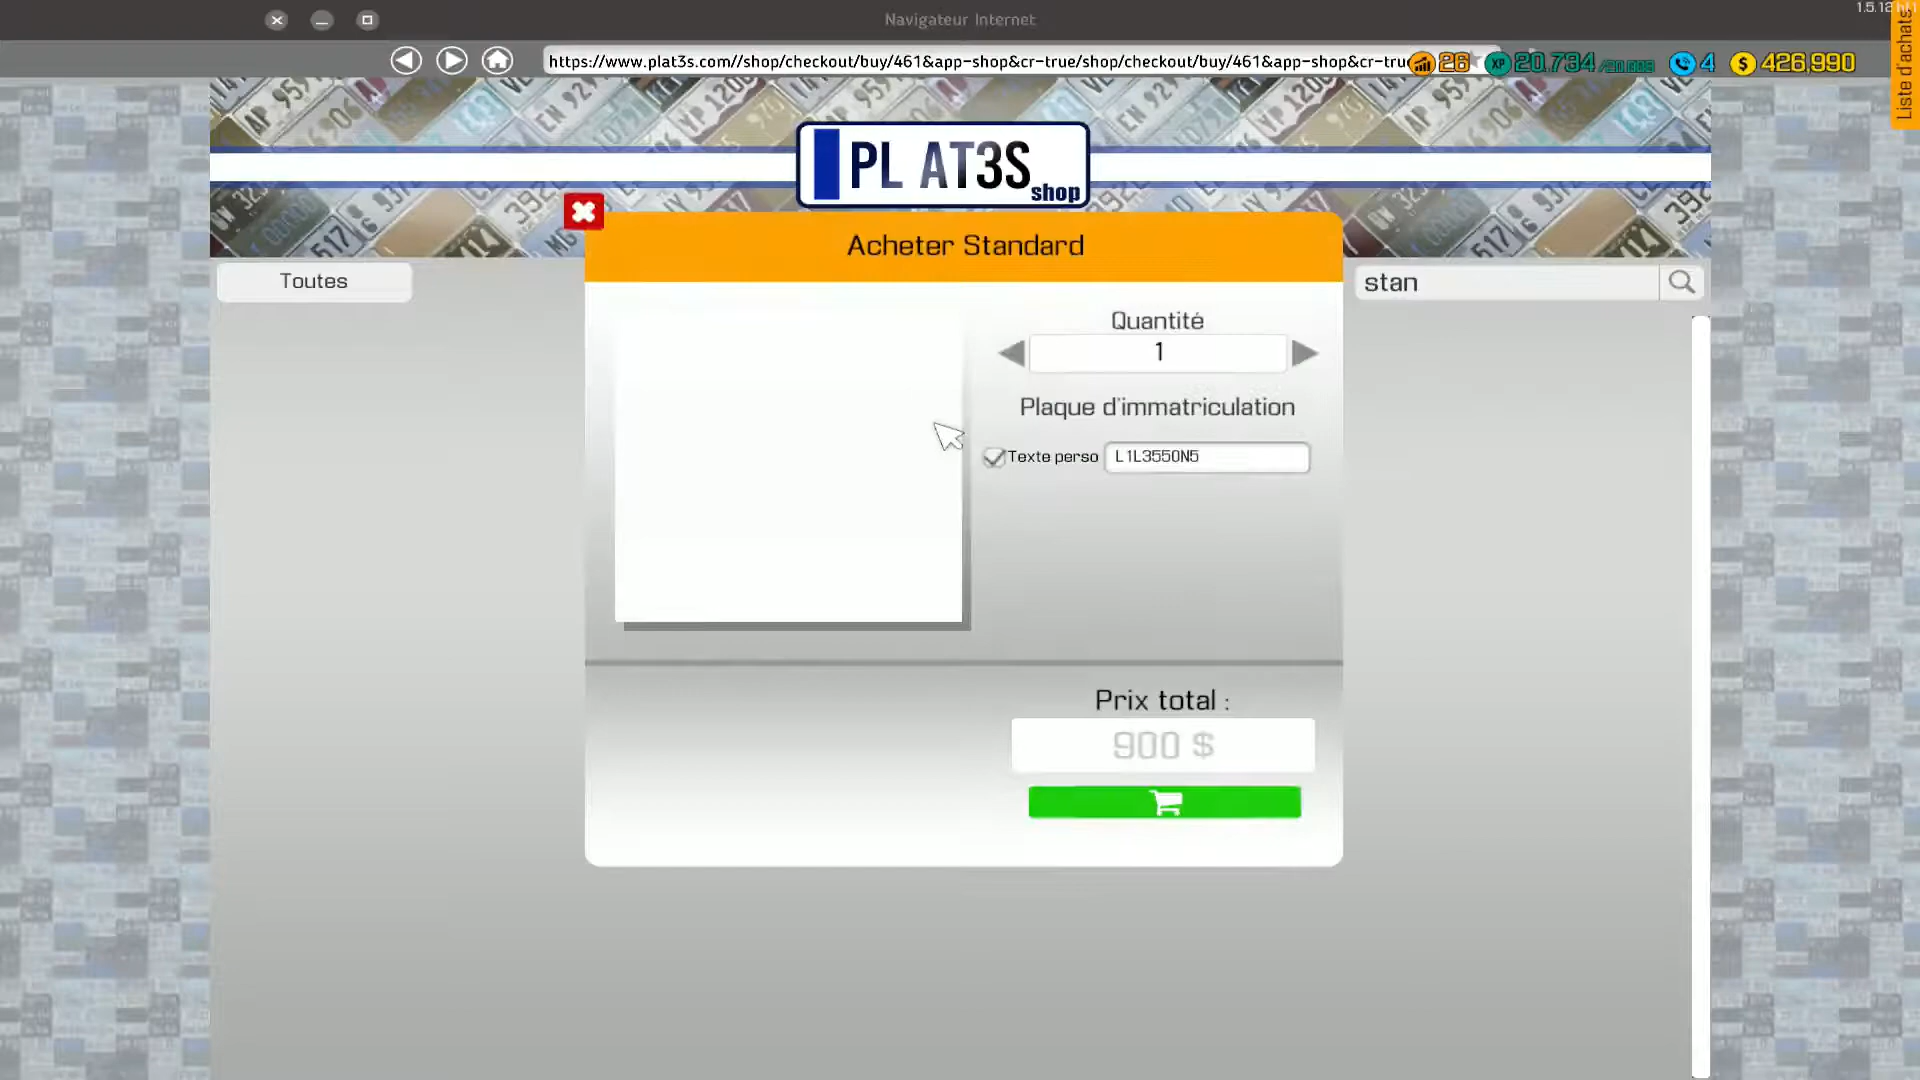 Navigateur Internet
https://www.plat3s.com//shop/checkout/buy/461&app-shop&cr-true/shop/checkout/buy/461&app-shop&cr-tru
26
XP 20,734
4
$ 426,990
Liste d'achats
PL AT3S
shop
Acheter Standard
Toutes
stan
Quantité
1
Plaque d'immatriculation
Texte perso
L1L3550N5
Prix total :
900 $